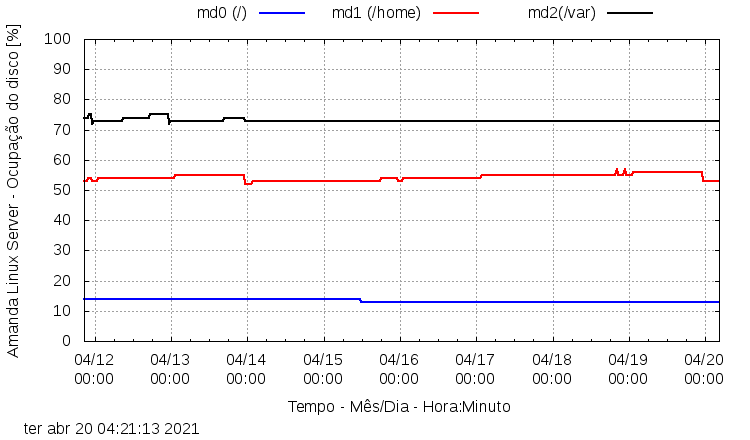 md0 (/) md1 (/home) md2(/var)
Amanda Linux Server - Ocupação do disco [%]
100
90
80
70
60
50
40
30
20
10
0
04/12 04/13 04/14 04/15 04/16 04/17 04/18 04/19 04/20
00:00 00:00 00:00 00:00 00:00 00:00 00:00 00:00 00:00
Tempo - Mês/Dia - Hora:Minuto
ter abr 20 04:21:13 2021